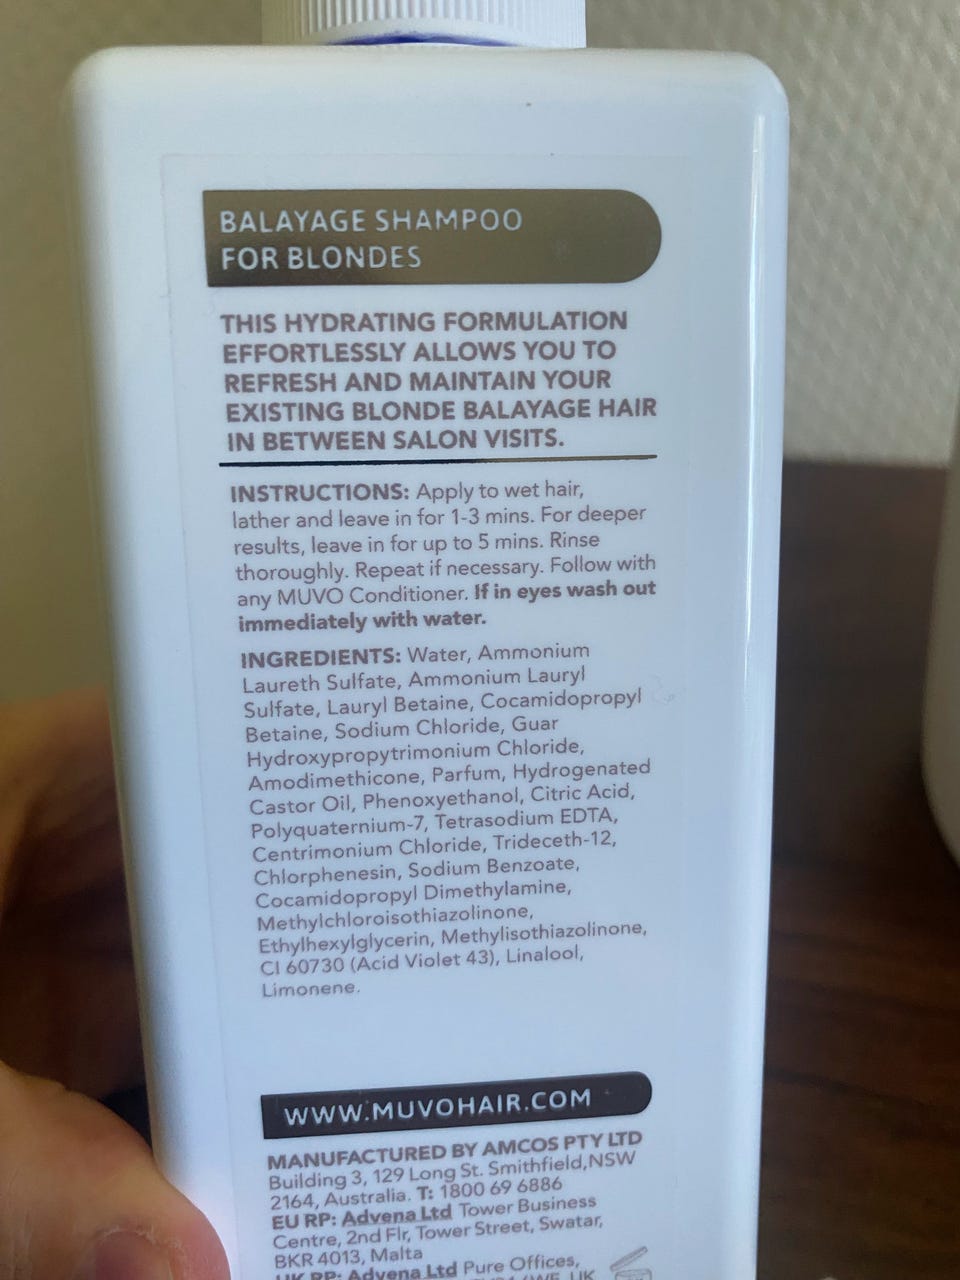 BALAYAGE SHAMPOO
FOR BLONDES
THIS HYDRATING FORMULATION
EFFORTLESSLY ALLOWS YOU TO
REFRESH AND MAINTAIN YOUR
EXISTING BLONDE BALAYAGE HAIR
IN BETWEEN SALON VISITS.
INSTRUCTIONS: Apply to wet hair,
lather and leave in for 1-3 mins. For deeper
results, leave in for up to 5 mins. Rinse
thoroughly. Repeat if necessary. Follow with
any MUVO Conditioner. If in eyes wash out
immediately with water.
INGREDIENTS: Water, Ammonium
Laureth Sulfate, Ammonium Lauryl
Sulfate, Lauryl Betaine, Cocamidopropyl
Betaine, Sodium Chloride, Guar
Hydroxypropytrimonium Chloride,
Amodimethicone, Parfum, Hydrogenated
Castor Oil, Phenoxyethanol, Citric Acid,
Polyquaternium-7, Tetrasodium EDTA,
Centrimonium Chloride, Trideceth-12,
Chlorphenesin, Sodium Benzoate,
Cocamidopropyl Dimethylamine,
Methylchloroisothiazolinone,
Ethylhexylglycerin, Methylisothiazolinone,
CI 60730 (Acid Violet 43), Linalool,
Limonene.
WWW.MUVOHAIR.COM
MANUFACTURED BY AMCOS PTY LTD
Building 3, 129 Long St. Smithfield,NSW
2164, Australia. T: 1800 69 6886
EU RP: Advena Ltd Tower Business
Centre, 2nd Flr, Tower Street, Swatar,
BKR 4013, Malta
UK RP: Advena Ltd Pure Offices,
UK